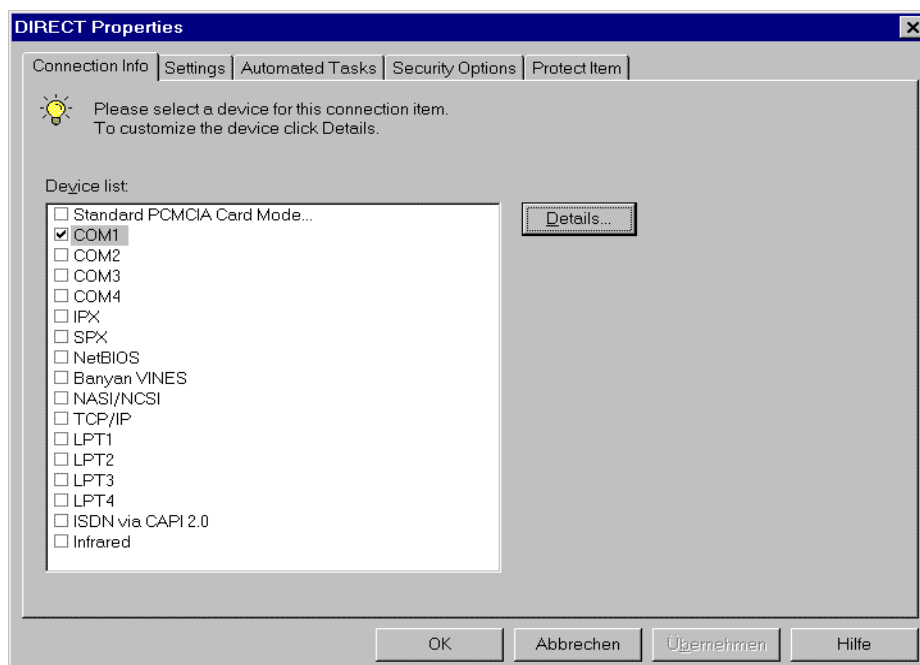 DIRECT Properties
Connection Info Settings Automated Tasks Security Options Protect Item
Please select a device for this connection item.
To customize the device click Details.
Device list:
Standard PCMCIA Card Mode...
COM1
COM2
COM3
COM4
IPX
SPX
NetBIOS
Banyan VINES
NASI/NCSI
TCP/IP
LPT1
LPT2
LPT3
LPT4
ISDN via CAPI 2.0
Infrared
Details...
OK Abbrechen Übernehmen Hilfe